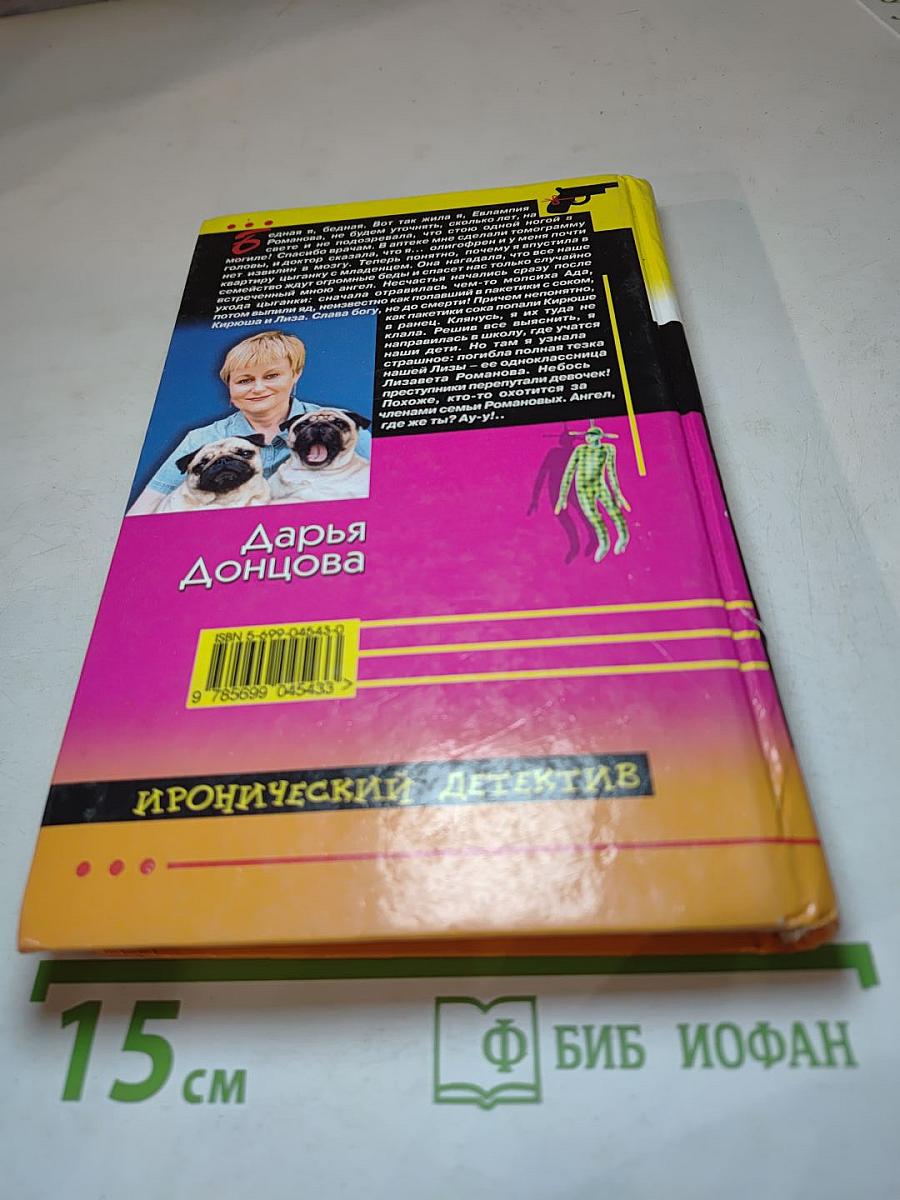 Бедная я, бедная. Вот так жила я, Евлампия
Романова, не будем уточнять, сколько лет, на
свете и не подозревала, что стою одной ногой в
могиле! Спасибо врачам. В аптеке мне сделали томограмму
головы, и доктор сказала, что я... олигофрен и у меня почти
нет извилин в мозгу. Теперь понятно, почему я впустила в
квартиру цыганку с младенцем. Она нагадала, что все наше
семейство ждут огромные беды и спасет нас только случайно
встреченный мною ангел. Несчастья начались сразу после
ухода цыганки: сначала отравилась чем-то мопсиха Ада,
потом выпили яд, неизвестно как попавший в пакетики с соком,
Кирюша и Лиза. Слава богу, не до смерти! Причем непонятно,
как пакетики сока попали Кирюше
в ранец. Клянусь, я их туда не
клала. Решив все выяснить, я
направилась в школу, где учатся
наши дети. Но там я узнала
страшное: погибла полная тезка
нашей Лизы – ее одноклассница
Лизавета Романова. Небось
преступники перепутали девочек!
Похоже, кто-то охотится за
членами семьи Романовых. Ангел,
где же ты? Ау-у!..
Дарья
Донцова
ISBN 5-699-04543-0
9 785699 045433 >
ИРОНИЧЕСКИЙ ДЕТЕКТИВ
15 см
Ф БИБ ИОФАН